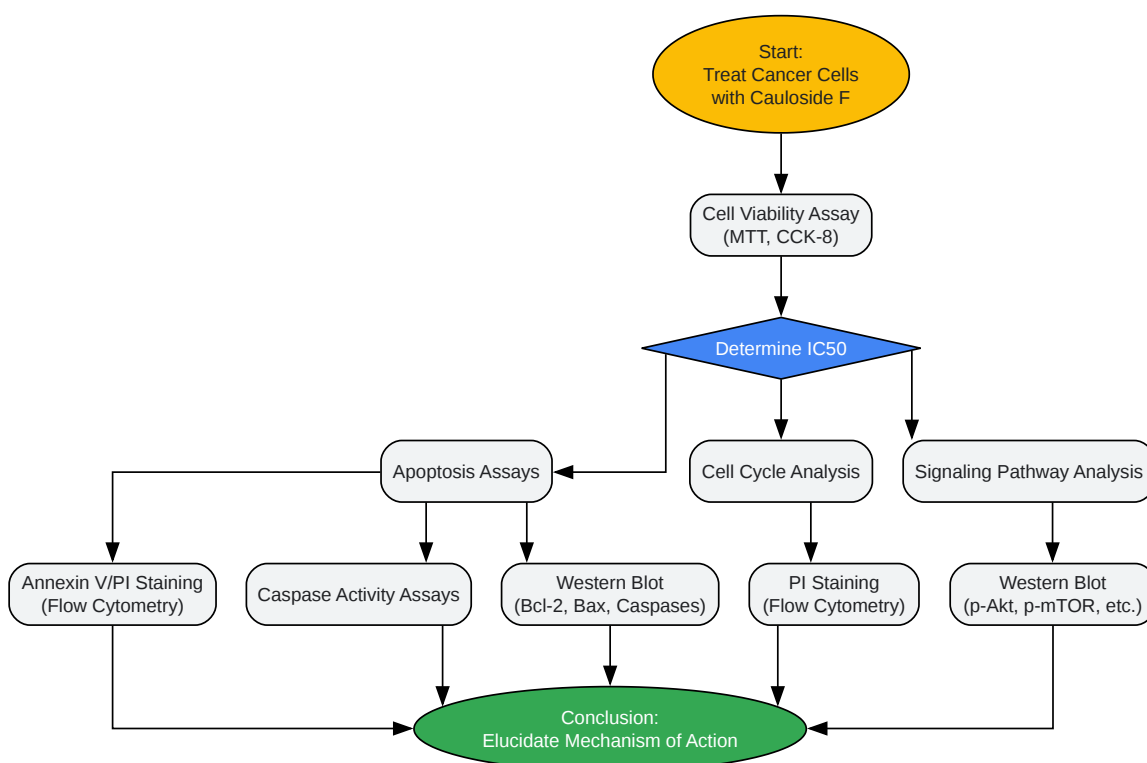 Start:
Treat Cancer Cells
with Cauloside F
Cell Viability Assay
(MTT, CCK-8)
Determine IC50
Apoptosis Assays
Cell Cycle Analysis
Signaling Pathway Analysis
Annexin V/PI Staining
(Flow Cytometry)
Caspase Activity Assays
Western Blot
(Bcl-2, Bax, Caspases)
PI Staining
(Flow Cytometry)
Western Blot
(p-Akt, p-mTOR, etc.)
Conclusion:
Elucidate Mechanism of Action